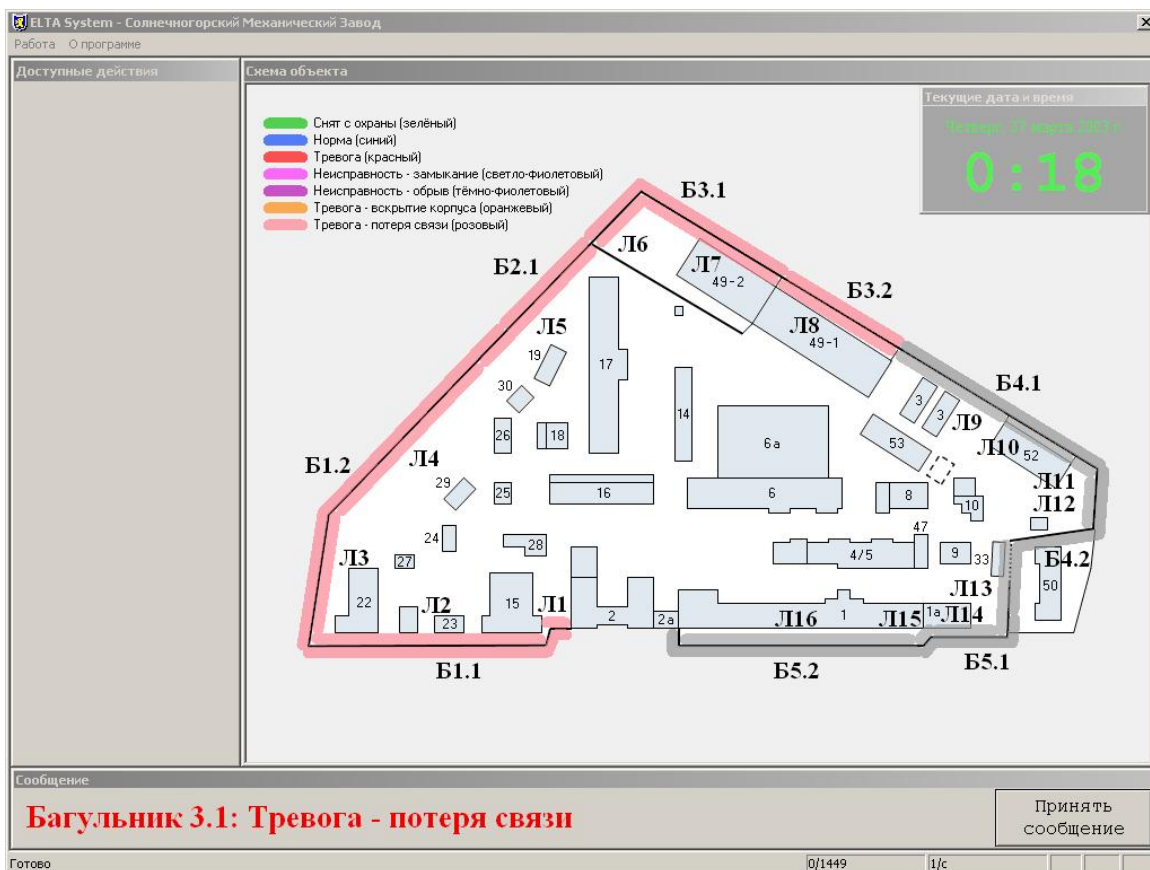 ELTA System - Солнечногорский Механический Завод
Работа О программе
Доступные действия
Схема объекта
Текущие дата и время
Четверг, 27 марта
0:18
Снят с охраны (зелёный)
Норма (синий)
Тревога (красный)
Неисправность - замыкание (светло-фиолетовый)
Неисправность - обрыв (тёмно-фиолетовый)
Тревога - вскрытие корпуса (оранжевый)
Тревога - потеря связи (розовый)
Б3.1
Л6
Б2.1
Л7
49-2
Б3.2
Л5
Л8
49-1
19
17
30
14
Б4.1
3
3
Л9
26
18
6а
53
Л10
52
Б1.2
Л4
29
25
16
6
8
Л11
10
Л12
24
28
47
4/5
9
33
Б4.2
Л3
27
22
Л2
23
15
Л1
2
2а
Л16
1
Л15
1а
Л14
Л13
50
Б1.1
Б5.2
Б5.1
Сообщение
Багульник 3.1: Тревога - потеря связи
Принять
сообщение
Готово
0/1449
1/с